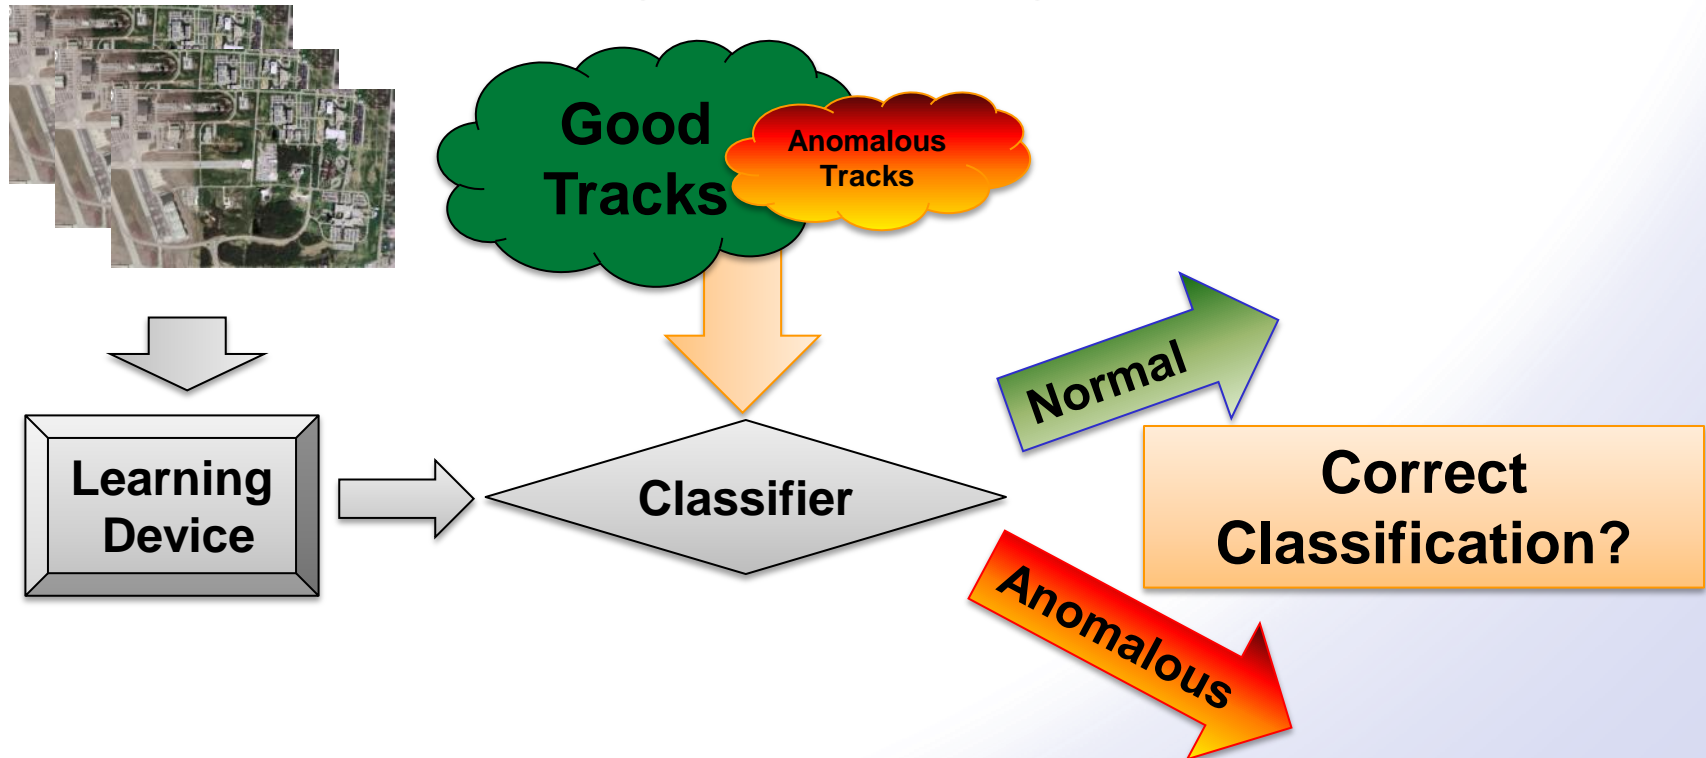 Good
Tracks
Anomalous
Tracks
Normal
Learning
Device
Classifier
Correct
Classification?
Anomalous